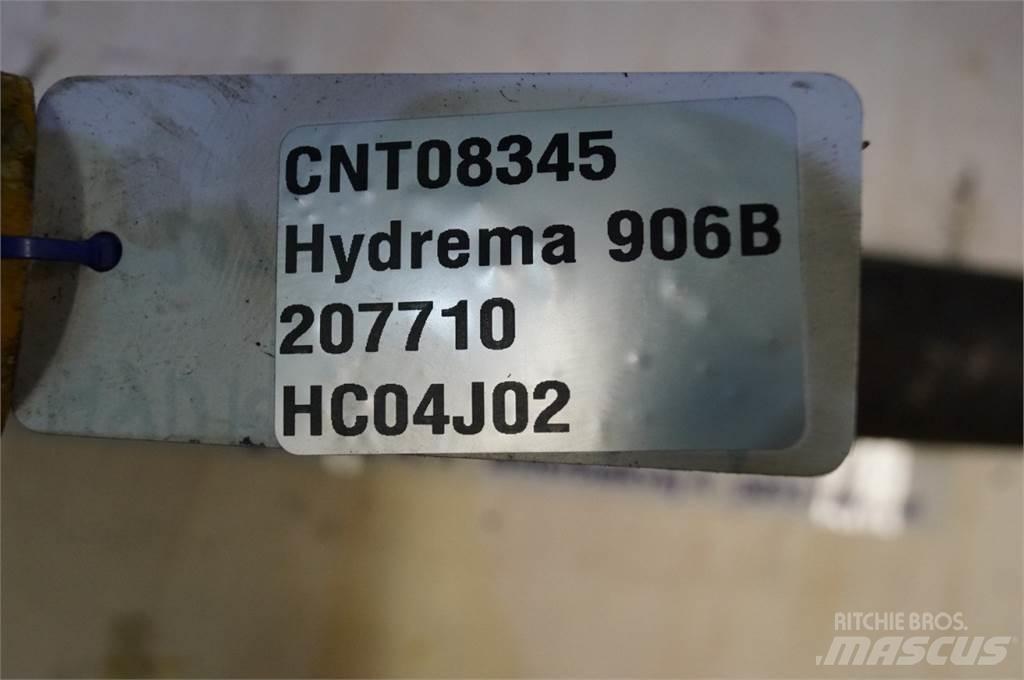 CNT08345
Hydrema 906B
207710
HC04J02
RITCHIE BROS.
MASCUS